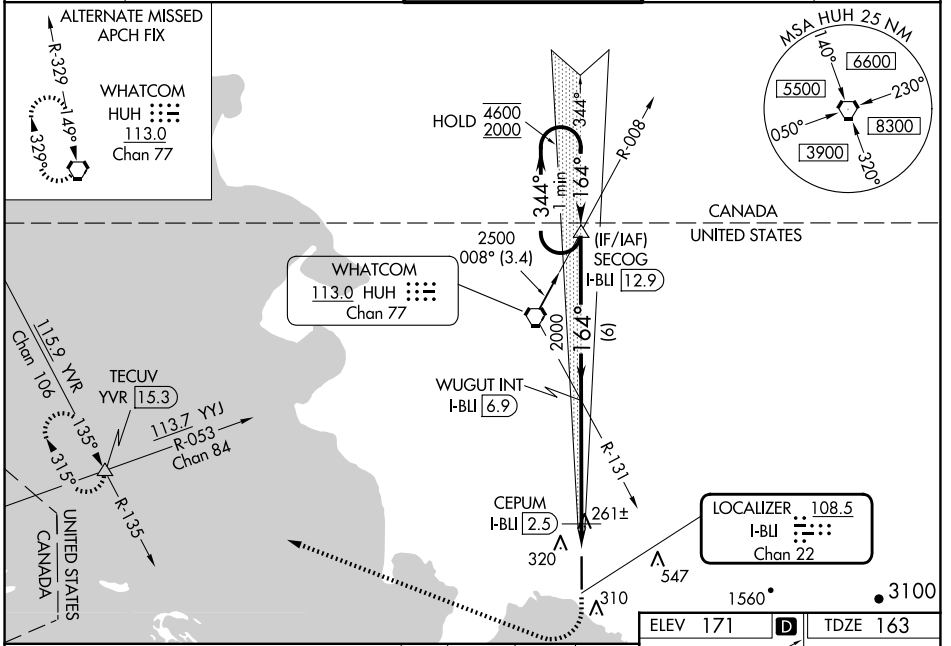 ALTERNATE MISSED
APCH FIX
R-329
149°
329°
WHATCOM
HUH
113.0
Chan 77
MSA HUH 25 NM
140°
6600
5500
230°
050°
8300
3900
320°
HOLD
4600
2000
344°
R-008
344°
1 min
164°
CANADA
UNITED STATES
2500
008° (3.4)
(IF/IAF)
SECOG
I-BLI 12.9
WHATCOM
113.0 HUH
Chan 77
2000
164°
(6)
115.9 YVR
Chan 106
TECUV
YVR 15.3
WUGUT INT
I-BLI 6.9
113.7 YYJ
R-053
Chan 84
135°
315°
R-135
R-131
UNITED STATES
CANADA
CEPUM
I-BLI 2.5
261±
LOCALIZER 108.5
I-BLI
Chan 22
320
547
310
1560
3100
ELEV 171
D
TDZE 163